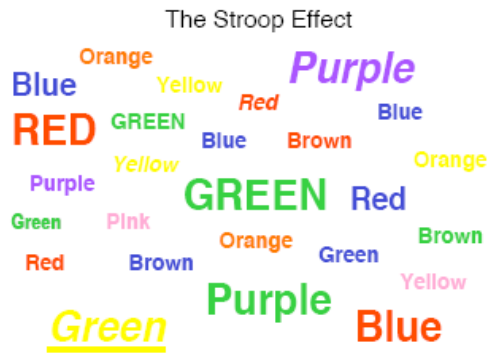 The Stroop Effect
Orange
Purple
Blue
Yellow
Red
Blue
RED
GREEN
Blue
Brown
Yellow
Orange
Purple
GREEN
Red
Green
Pink
Orange
Brown
Green
Red
Brown
Yellow
Purple
Green
Blue